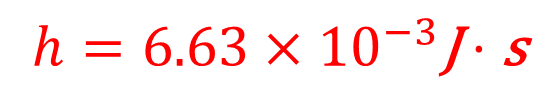 h = 6.63 × 10⁻³ J· s